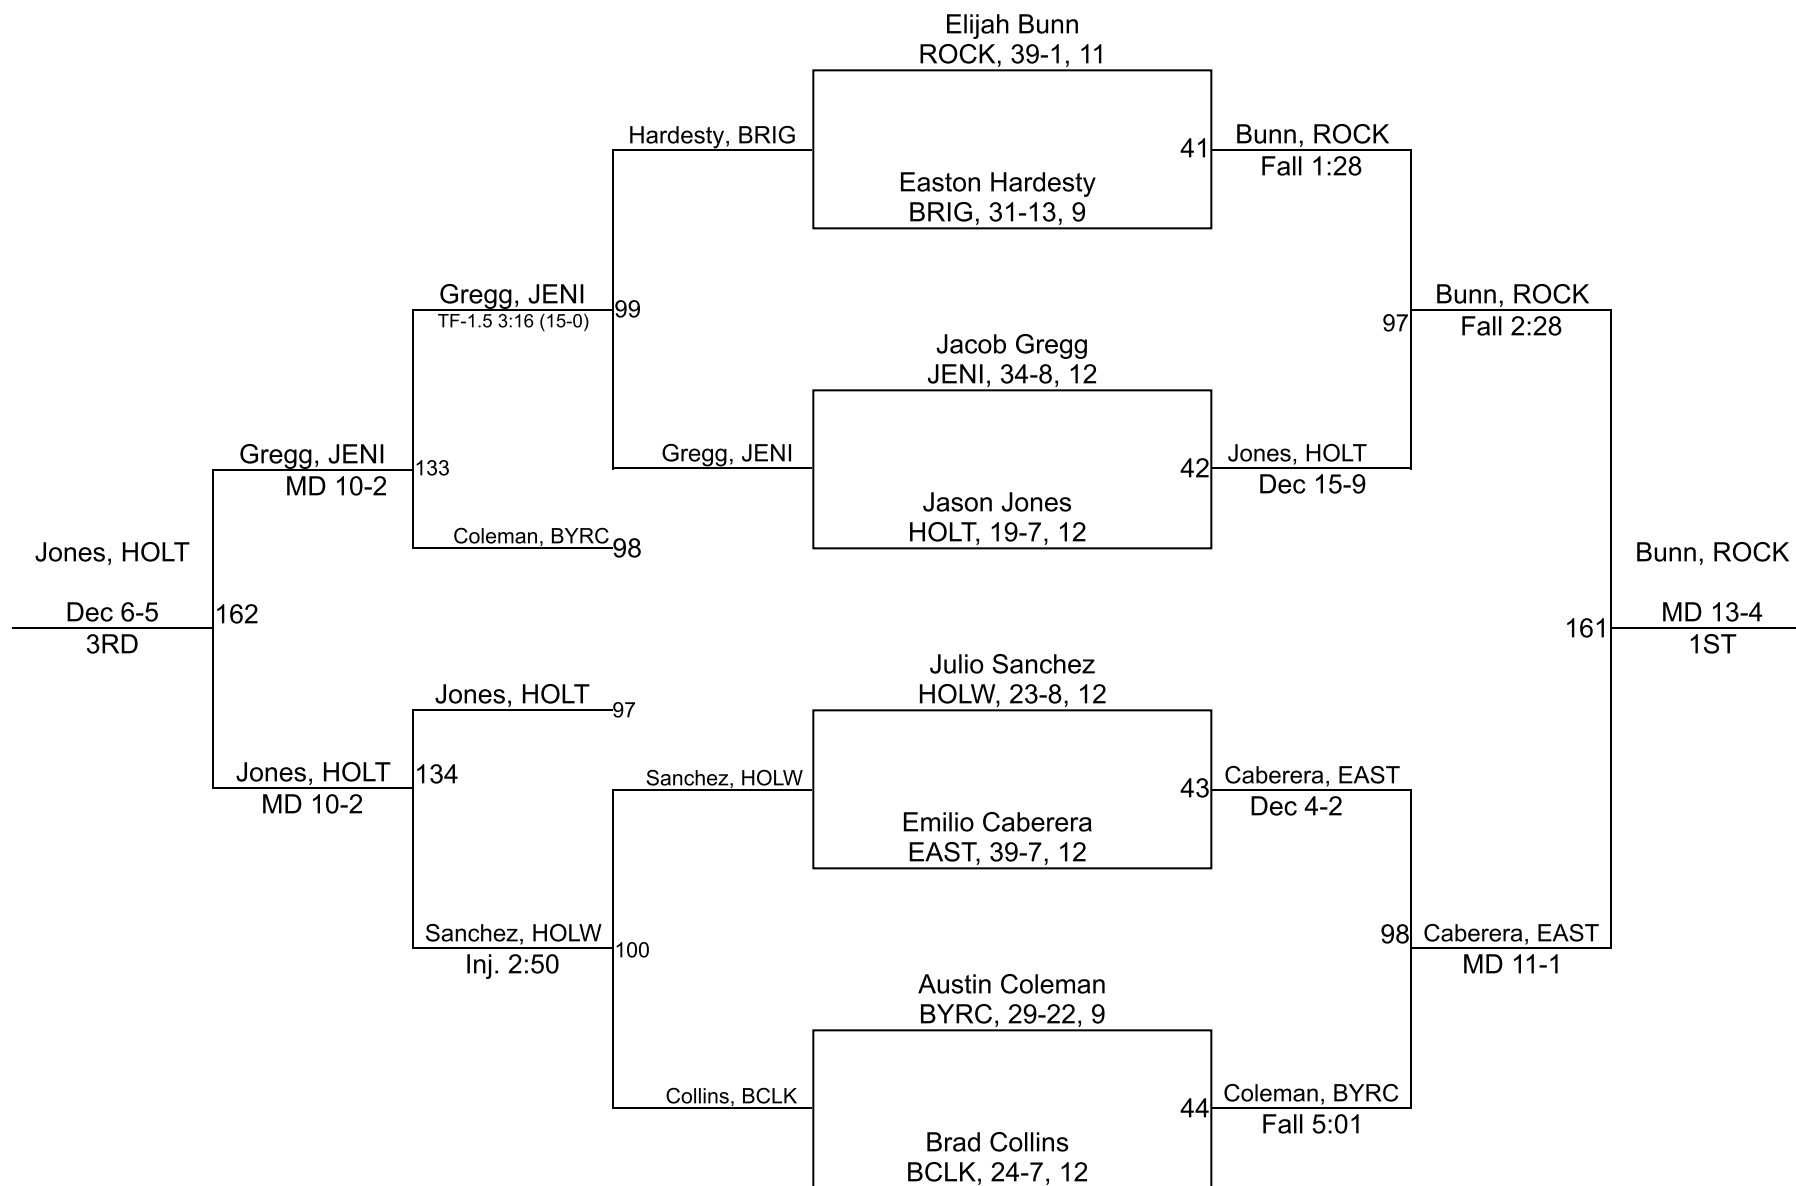 Elijah Bunn
ROCK, 39-1, 11
Hardesty, BRIG
41
Bunn, ROCK
Fall 1:28
Easton Hardesty
BRIG, 31-13, 9
Gregg, JENI
TF-1.5 3:16 (15-0)
99
Bunn, ROCK
97
Fall 2:28
Jacob Gregg
JENI, 34-8, 12
Gregg, JENI
MD 10-2
133
Gregg, JENI
42
Jones, HOLT
Dec 15-9
Jason Jones
HOLT, 19-7, 12
Coleman, BYRC
98
Jones, HOLT
Dec 6-5
3RD
162
Bunn, ROCK
161
MD 13-4
1ST
Julio Sanchez
HOLW, 23-8, 12
Jones, HOLT
97
Jones, HOLT
MD 10-2
134
Sanchez, HOLW
43
Caberera, EAST
Dec 4-2
Emilio Caberera
EAST, 39-7, 12
Sanchez, HOLW
Inj. 2:50
100
98
Caberera, EAST
MD 11-1
Austin Coleman
BYRC, 29-22, 9
Collins, BCLK
44
Coleman, BYRC
Fall 5:01
Brad Collins
BCLK, 24-7, 12